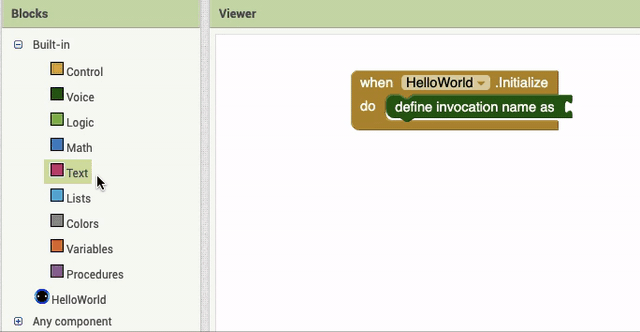 Blocks
Viewer
Built-in
Control
Voice
Logic
Math
Text
Lists
Colors
Variables
Procedures
HelloWorld
Any component
when HelloWorld .Initialize
do define invocation name as